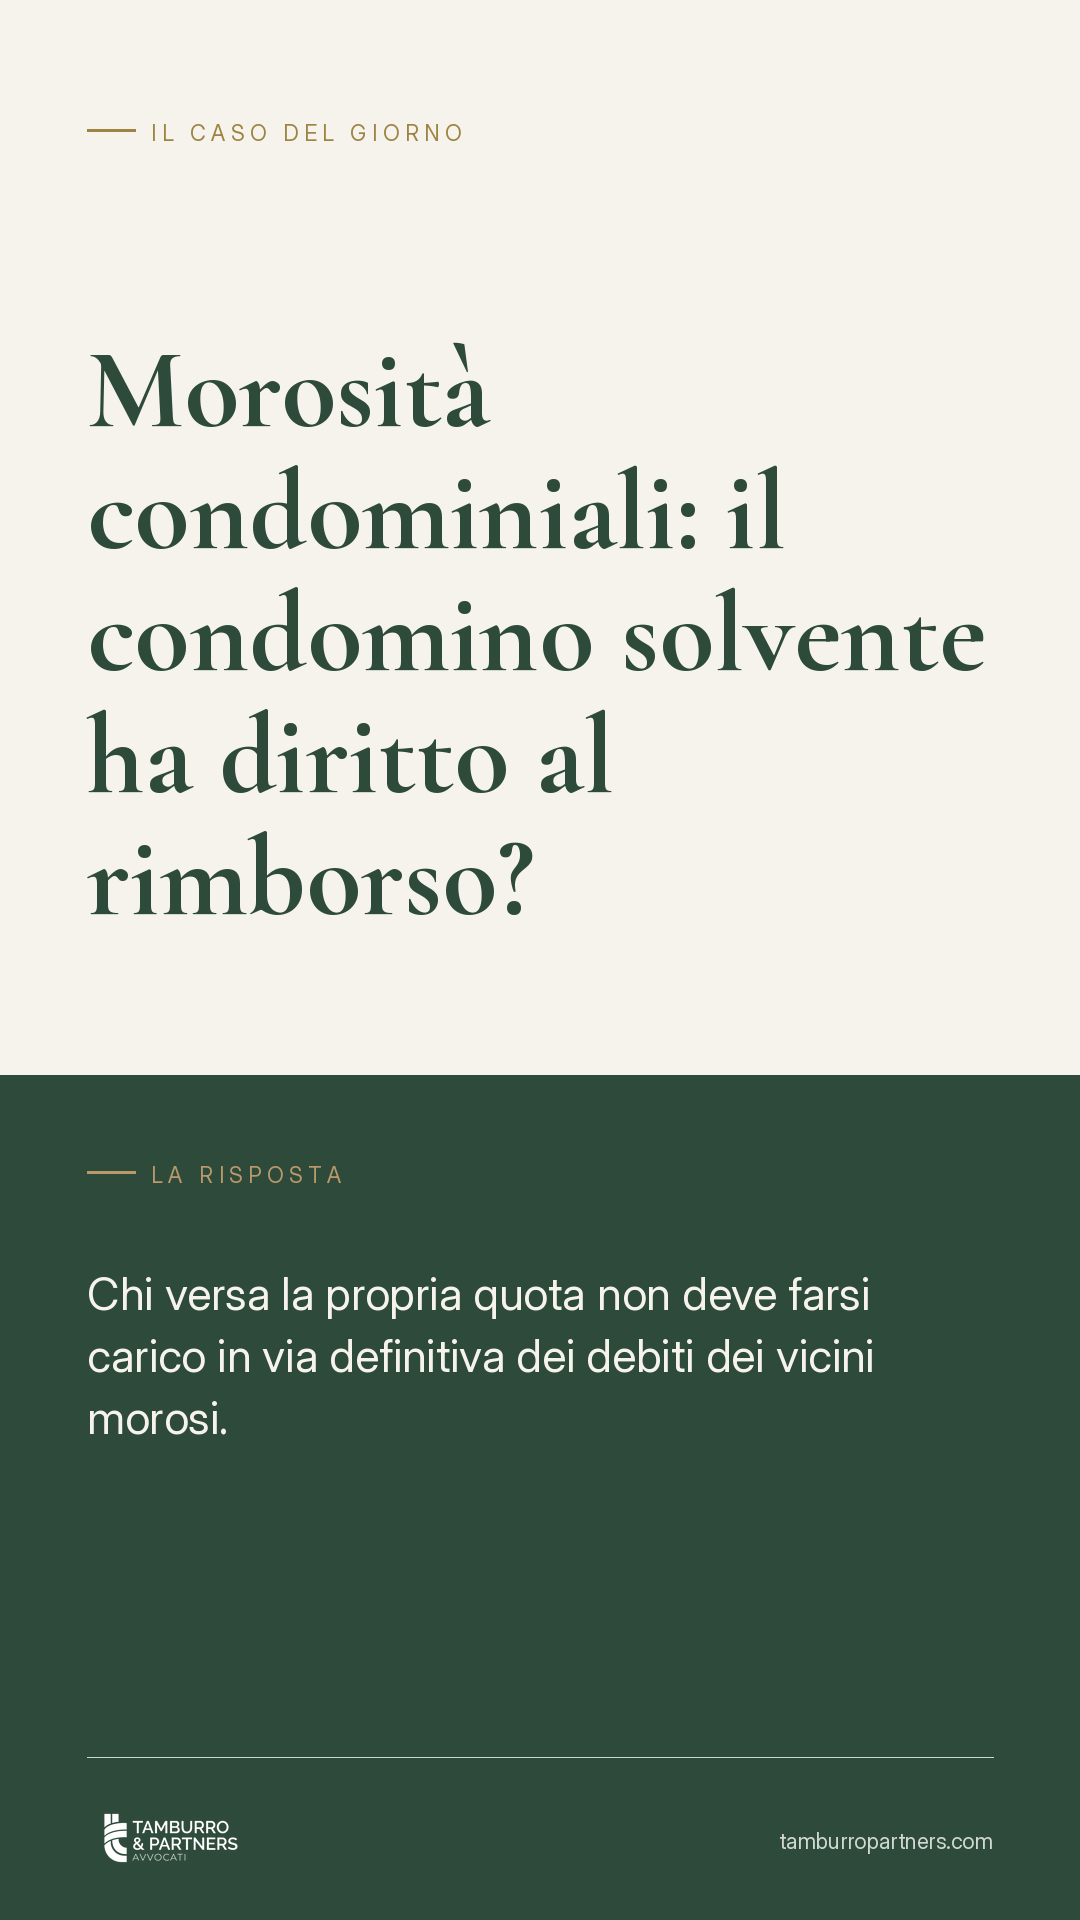 IL CASO DEL GIORNO
Morosità
condominiali: il
condomino solvente
ha diritto al
rimborso?
LA RISPOSTA
Chi versa la propria quota non deve farsi
carico in via definitiva dei debiti dei vicini
morosi.
TAMBURRO
& PARTNERS
AVVOCATI
tamburropartners.com